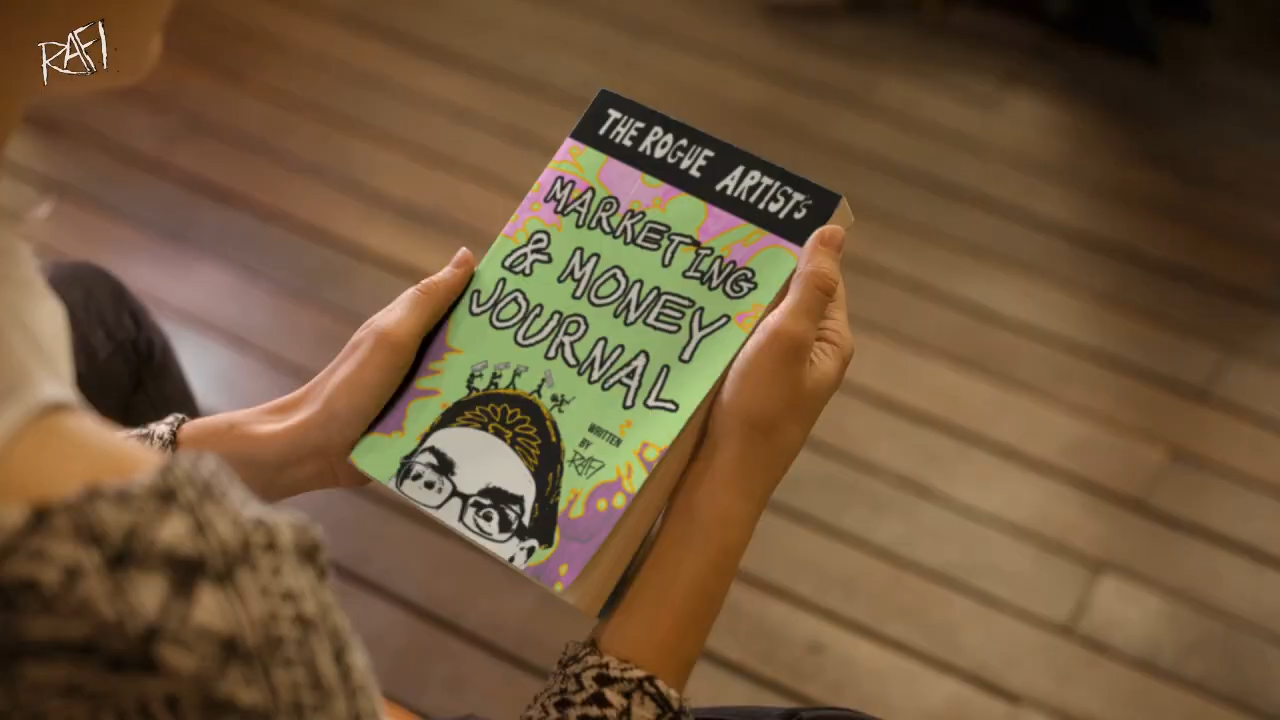 RAFI
THE ROGUE ARTISTS
MARKETING
& MONEY
JOURNAL
WRITTEN
BY
RAFI